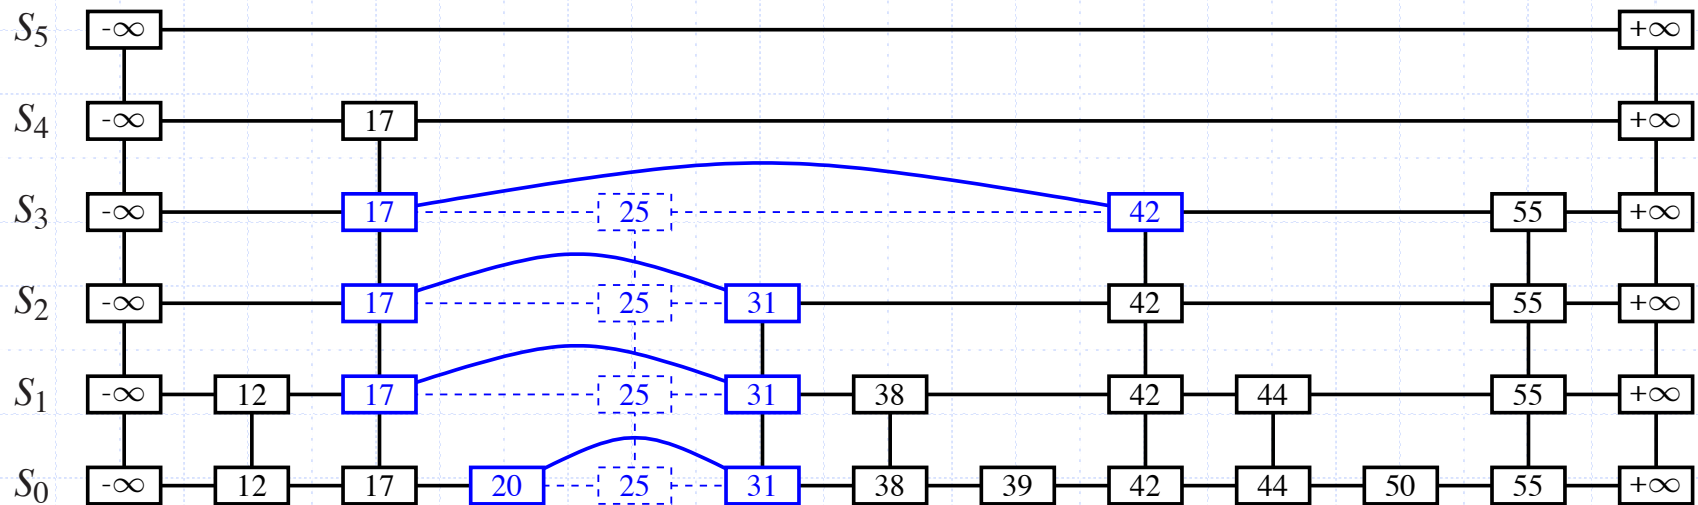 S5 -∞ +∞
S4 -∞ 17 +∞
S3 -∞ 17 25 42 55 +∞
S2 -∞ 17 25 31 42 55 +∞
S1 -∞ 12 17 25 31 38 42 44 55 +∞
S0 -∞ 12 17 20 25 31 38 39 42 44 50 55 +∞